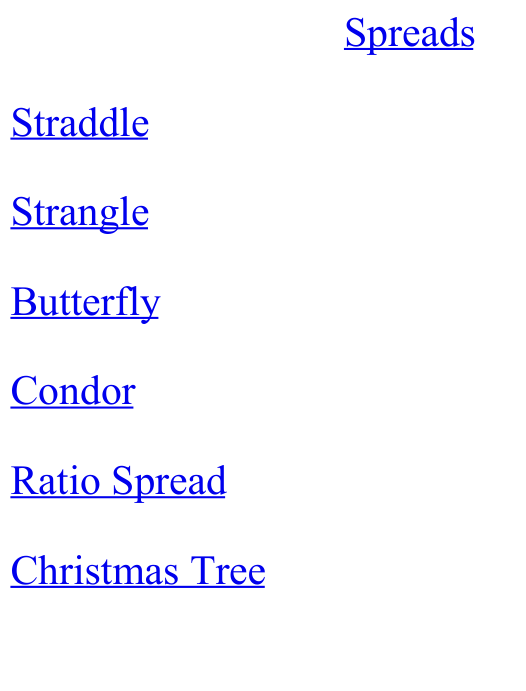 Spreads
Straddle
Strangle
Butterfly
Condor
Ratio Spread
Christmas Tree